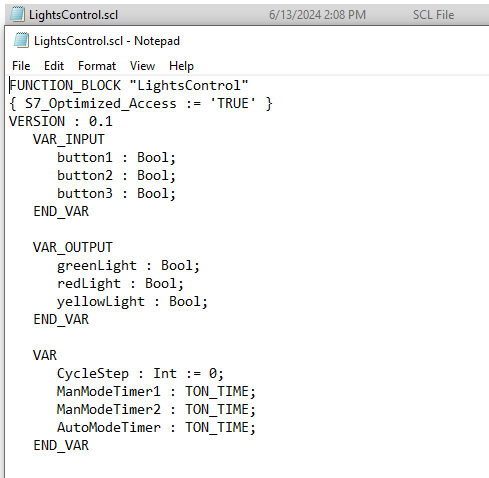 LightsControl.scl 6/13/2024 2:08 PM SCL File
LightsControl.scl - Notepad
File Edit Format View Help
FUNCTION_BLOCK "LightsControl"
{ S7_Optimized_Access := 'TRUE' }
VERSION : 0.1
   VAR_INPUT
      button1 : Bool;
      button2 : Bool;
      button3 : Bool;
   END_VAR

   VAR_OUTPUT
      greenLight : Bool;
      redLight : Bool;
      yellowLight : Bool;
   END_VAR

   VAR
      CycleStep : Int := 0;
      ManModeTimer1 : TON_TIME;
      ManModeTimer2 : TON_TIME;
      AutoModeTimer : TON_TIME;
   END_VAR